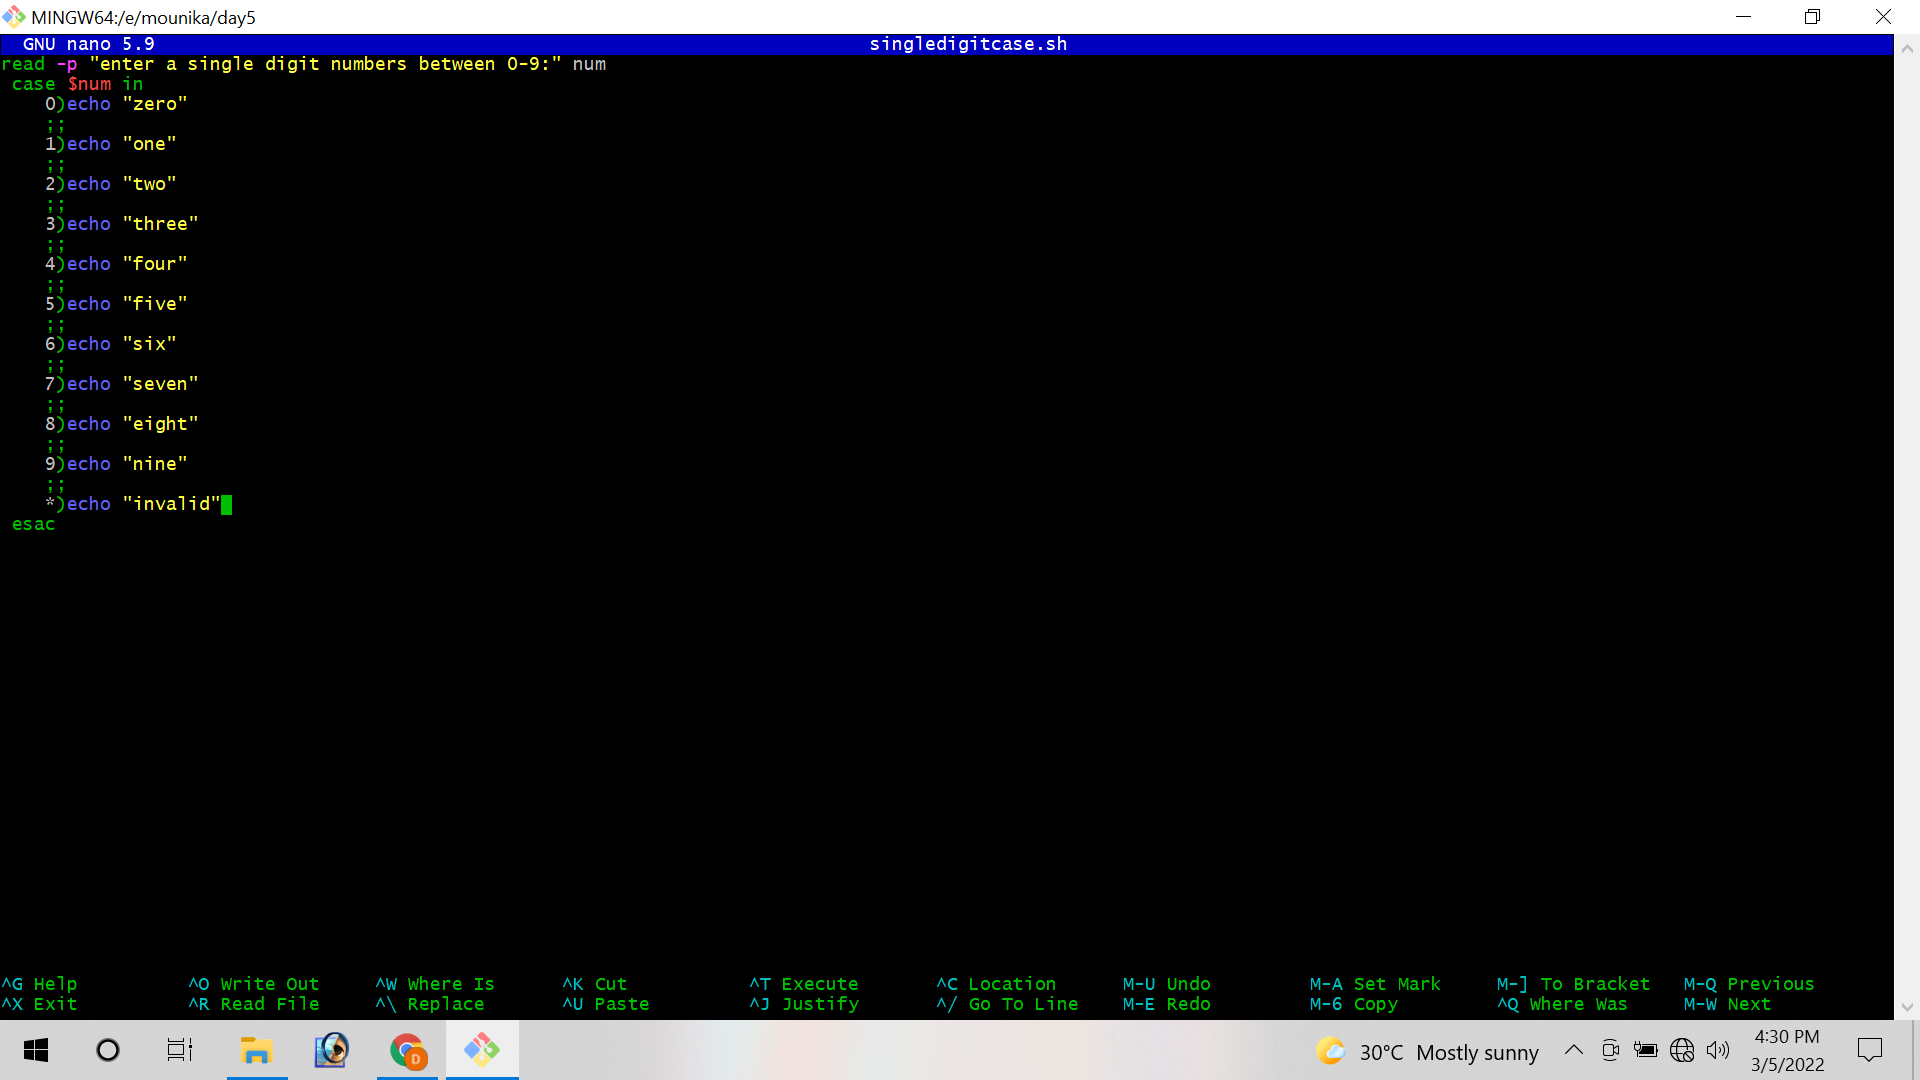 MINGW64:/e/mounika/day5
GNU nano 5.9 singledigitcase.sh
read -p "enter a single digit numbers between 0-9:" num
case $num in
0)echo "zero"
;;
1)echo "one"
;;
2)echo "two"
;;
3)echo "three"
;;
4)echo "four"
;;
5)echo "five"
;;
6)echo "six"
;;
7)echo "seven"
;;
8)echo "eight"
;;
9)echo "nine"
;;
*)echo "invalid"
esac
^G Help ^O Write Out ^W Where Is ^K Cut ^T Execute ^C Location M-U Undo M-A Set Mark M-] To Bracket M-Q Previous
^X Exit ^R Read File ^\ Replace ^U Paste ^J Justify ^/ Go To Line M-E Redo M-6 Copy ^Q Where Was M-W Next
D
30°C Mostly sunny
4:30 PM
3/5/2022